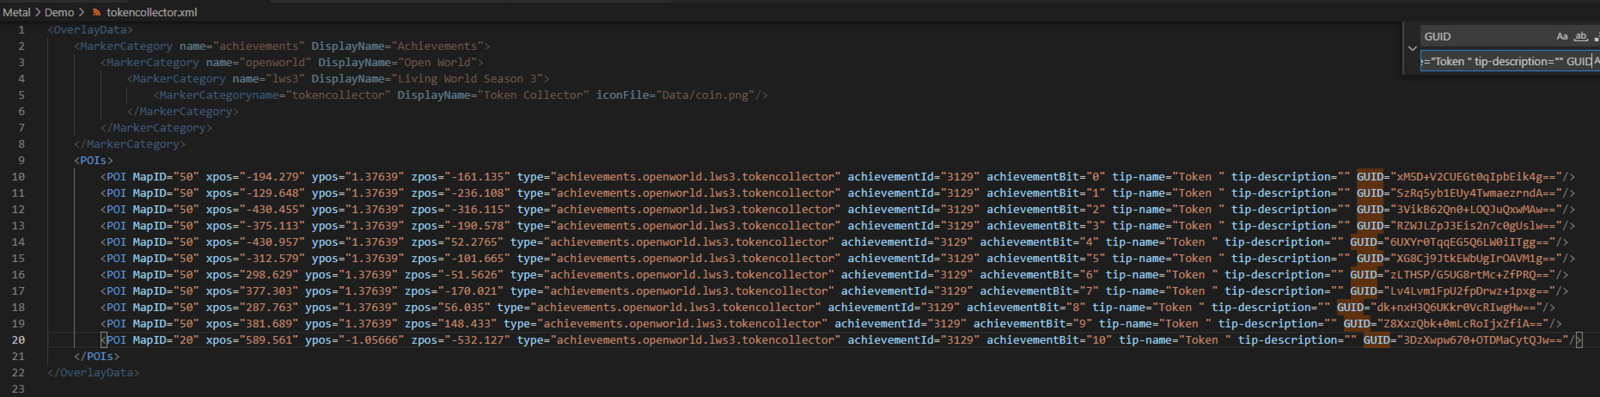 Metal > Demo > tokencollector.xml
1 <OverlayData>
2 <MarkerCategory name="achievements" DisplayName="Achievements">
3 <MarkerCategory name="openworld" DisplayName="Open World">
4 <MarkerCategory name="lws3" DisplayName="Living World Season 3">
5 <MarkerCategoryname="tokencollector" DisplayName="Token Collector" iconFile="Data/coin.png"/>
6 </MarkerCategory>
7 </MarkerCategory>
8 </MarkerCategory>
9 <POIs>
10 <POI MapID="50" xpos="-194.279" ypos="1.37639" zpos="-161.135" type="achievements.openworld.lws3.tokencollector" achievementId="3129" achievementBit="0" tip-name="Token " tip-description="" GUID="xM5D+V2CUEGt0qIpbEik4g=="/>
11 <POI MapID="50" xpos="-129.648" ypos="1.37639" zpos="-236.108" type="achievements.openworld.lws3.tokencollector" achievementId="3129" achievementBit="1" tip-name="Token " tip-description="" GUID="SzRq5yb1EUy4TwmaezrndA=="/>
12 <POI MapID="50" xpos="-430.455" ypos="1.37639" zpos="-316.115" type="achievements.openworld.lws3.tokencollector" achievementId="3129" achievementBit="2" tip-name="Token " tip-description="" GUID="3VikB62Qn0+LOQJuQxwMAw=="/>
13 <POI MapID="50" xpos="-375.113" ypos="1.37639" zpos="-190.578" type="achievements.openworld.lws3.tokencollector" achievementId="3129" achievementBit="3" tip-name="Token " tip-description="" GUID="RZWJLZpJ3Eis2n7c0gUslw=="/>
14 <POI MapID="50" xpos="-430.957" ypos="1.37639" zpos="52.2765" type="achievements.openworld.lws3.tokencollector" achievementId="3129" achievementBit="4" tip-name="Token " tip-description="" GUID="6UXYr0TqqEG5Q6LW0iITgg=="/>
15 <POI MapID="50" xpos="-312.579" ypos="1.37639" zpos="-101.665" type="achievements.openworld.lws3.tokencollector" achievementId="3129" achievementBit="5" tip-name="Token " tip-description="" GUID="XG8Cj9JtkEWbUgIrOAVM1g=="/>
16 <POI MapID="50" xpos="298.629" ypos="1.37639" zpos="-51.5626" type="achievements.openworld.lws3.tokencollector" achievementId="3129" achievementBit="6" tip-name="Token " tip-description="" GUID="zLTHSP/G5UG8rtMc+ZfPRQ=="/>
17 <POI MapID="50" xpos="377.303" ypos="1.37639" zpos="-170.021" type="achievements.openworld.lws3.tokencollector" achievementId="3129" achievementBit="7" tip-name="Token " tip-description="" GUID="Lv4Lvm1FpU2fpDrwz+1pxg=="/>
18 <POI MapID="50" xpos="287.763" ypos="1.37639" zpos="56.035" type="achievements.openworld.lws3.tokencollector" achievementId="3129" achievementBit="8" tip-name="Token " tip-description="" GUID="dk+nxH3Q6UKkr0VcRIwgHw=="/>
19 <POI MapID="50" xpos="381.689" ypos="1.37639" zpos="148.433" type="achievements.openworld.lws3.tokencollector" achievementId="3129" achievementBit="9" tip-name="Token " tip-description="" GUID="Z8XxzQbk+0mLcRoIjxZfiA=="/>
20 <POI MapID="20" xpos="589.561" ypos="-1.05666" zpos="-532.127" type="achievements.openworld.lws3.tokencollector" achievementId="3129" achievementBit="10" tip-name="Token " tip-description="" GUID="3DzXwpw670+OTDMaCytQJw=="/>
21 </POIs>
22 </OverlayData>
23
GUID Aa ab
="Token " tip-description="" GUID